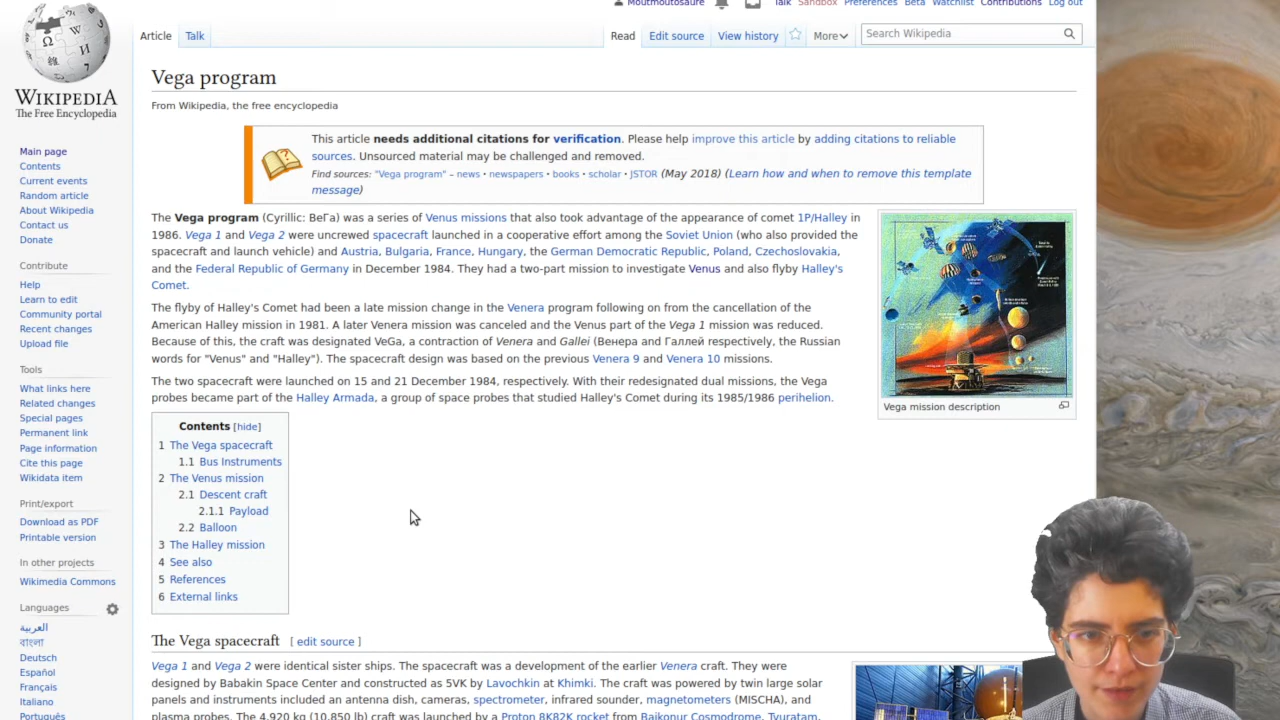 Moutmoutosaure Talk Sandbox Preferences Beta Watchlist Contributions Log out
Article Talk Read Edit source View history More Search Wikipedia
WIKIPEDIA
The Free Encyclopedia
Main page
Contents
Current events
Random article
About Wikipedia
Contact us
Donate
Contribute
Help
Learn to edit
Community portal
Recent changes
Upload file
Tools
What links here
Related changes
Special pages
Permanent link
Page information
Cite this page
Wikidata item
Print/export
Download as PDF
Printable version
In other projects
Wikimedia Commons
Languages
العربية
বাংলা
Deutsch
Español
Français
Italiano
Português
Vega program
From Wikipedia, the free encyclopedia
This article needs additional citations for verification. Please help improve this article by adding citations to reliable
sources. Unsourced material may be challenged and removed.
Find sources: "Vega program" – news · newspapers · books · scholar · JSTOR (May 2018) (Learn how and when to remove this template
message)
The Vega program (Cyrillic: ВеГа) was a series of Venus missions that also took advantage of the appearance of comet 1P/Halley in
1986. Vega 1 and Vega 2 were uncrewed spacecraft launched in a cooperative effort among the Soviet Union (who also provided the
spacecraft and launch vehicle) and Austria, Bulgaria, France, Hungary, the German Democratic Republic, Poland, Czechoslovakia,
and the Federal Republic of Germany in December 1984. They had a two-part mission to investigate Venus and also flyby Halley's
Comet.
The flyby of Halley's Comet had been a late mission change in the Venera program following on from the cancellation of the
American Halley mission in 1981. A later Venera mission was canceled and the Venus part of the Vega 1 mission was reduced.
Because of this, the craft was designated VeGa, a contraction of Venera and Gallei (Венера and Галлей respectively, the Russian
words for "Venus" and "Halley"). The spacecraft design was based on the previous Venera 9 and Venera 10 missions.
The two spacecraft were launched on 15 and 21 December 1984, respectively. With their redesignated dual missions, the Vega
probes became part of the Halley Armada, a group of space probes that studied Halley's Comet during its 1985/1986 perihelion.
Vega mission description
Contents [hide]
1 The Vega spacecraft
1.1 Bus Instruments
2 The Venus mission
2.1 Descent craft
2.1.1 Payload
2.2 Balloon
3 The Halley mission
4 See also
5 References
6 External links
The Vega spacecraft [ edit source ]
Vega 1 and Vega 2 were identical sister ships. The spacecraft was a development of the earlier Venera craft. They were
designed by Babakin Space Center and constructed as 5VK by Lavochkin at Khimki. The craft was powered by twin large solar
panels and instruments included an antenna dish, cameras, spectrometer, infrared sounder, magnetometers (MISCHA), and
plasma probes. The 4,920 kg (10,850 lb) craft was launched by a Proton 8K82K rocket from Baikonur Cosmodrome, Tyuratam,